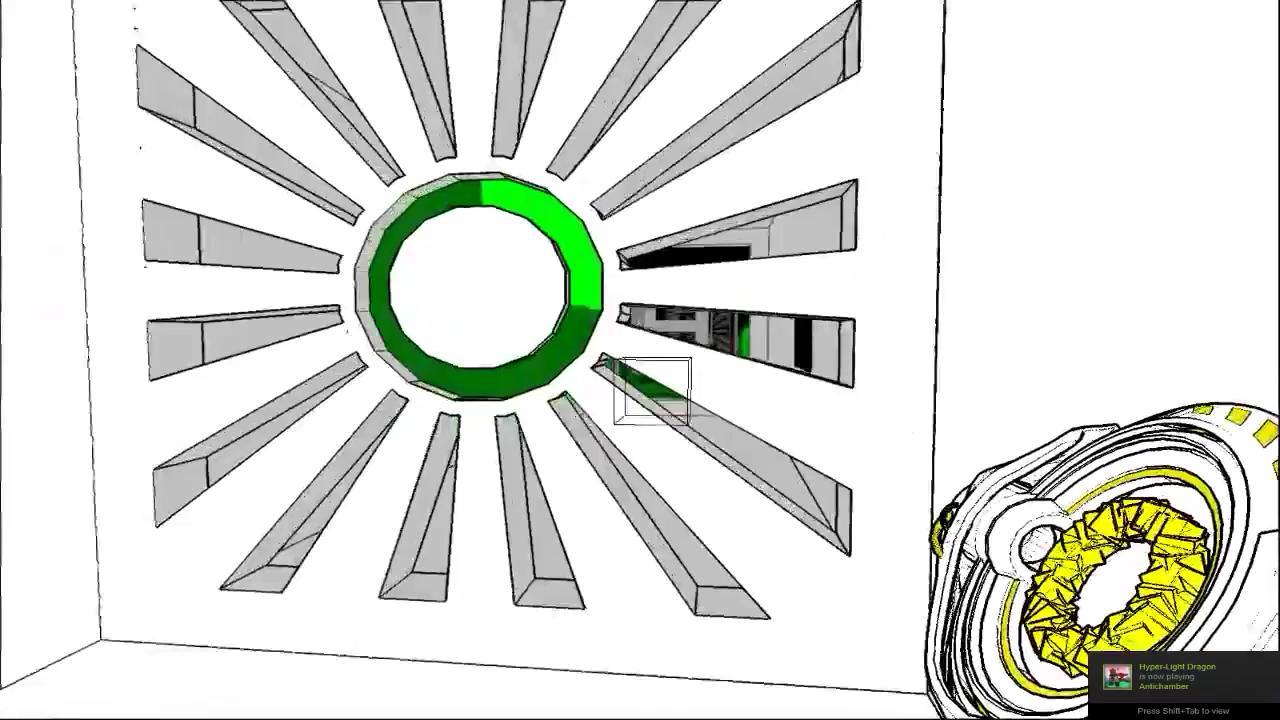 Hyper-Light Dragon
is now playing
Antichamber
Press Shift+Tab to view